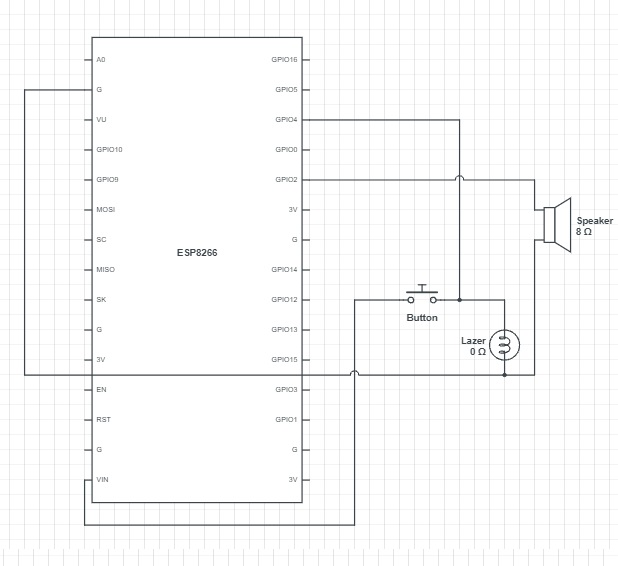 A0
GPIO16
G
GPIO5
VU
GPIO4
GPIO10
GPIO0
GPIO9
GPIO2
MOSI
3V
Speaker
8 Ω
SC
G
ESP8266
MISO
GPIO14
SK
GPIO12
Button
G
GPIO13
Lazer
0 Ω
3V
GPIO15
EN
GPIO3
RST
GPIO1
G
G
VIN
3V